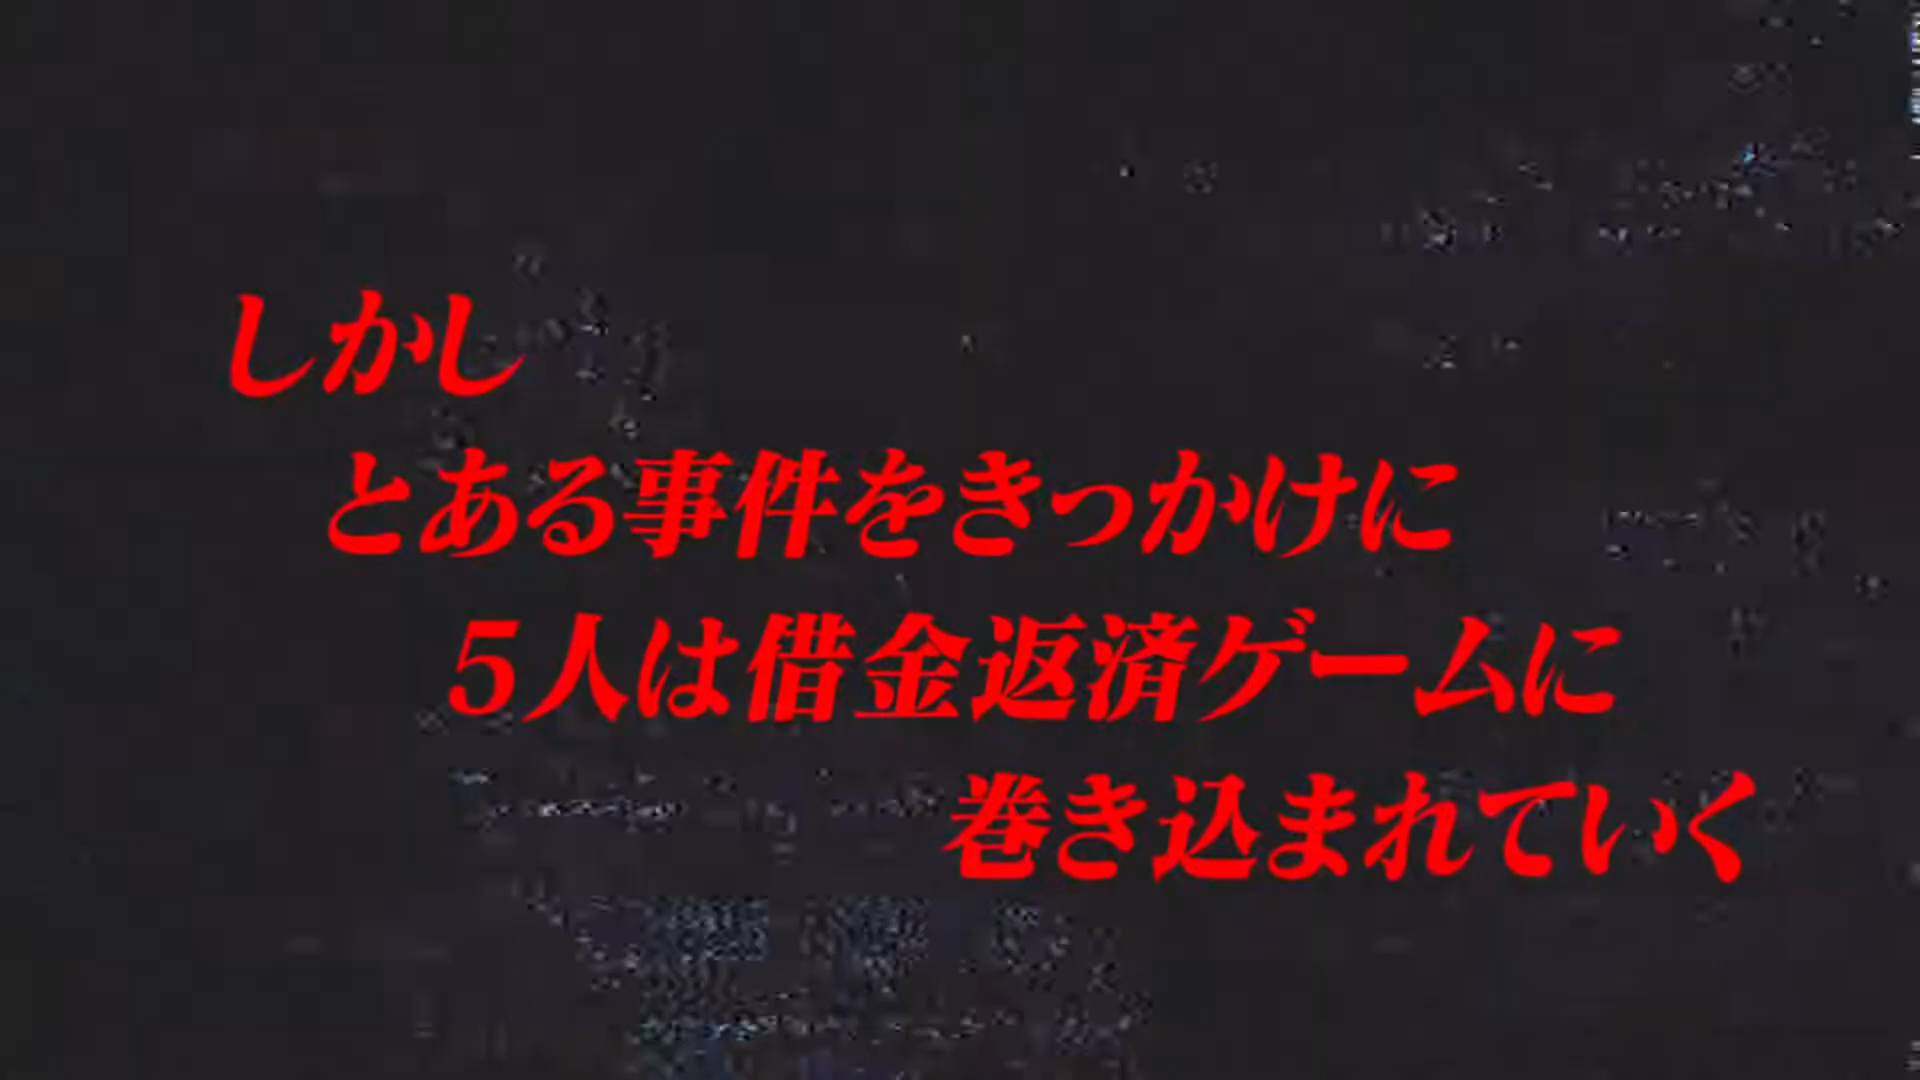 しかし
とある事件をきっかけに
5人は借金返済ゲームに
巻き込まれていく